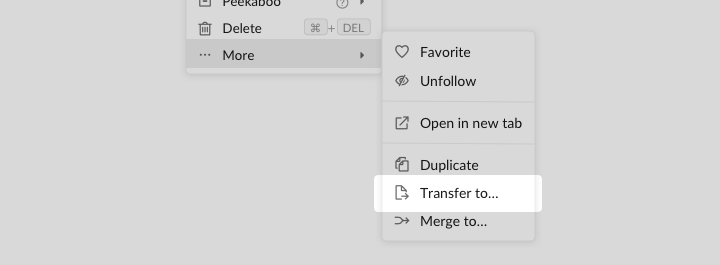 Peekaboo
Delete ⌘ + DEL
More
Favorite
Unfollow
Open in new tab
Duplicate
Transfer to...
Merge to...